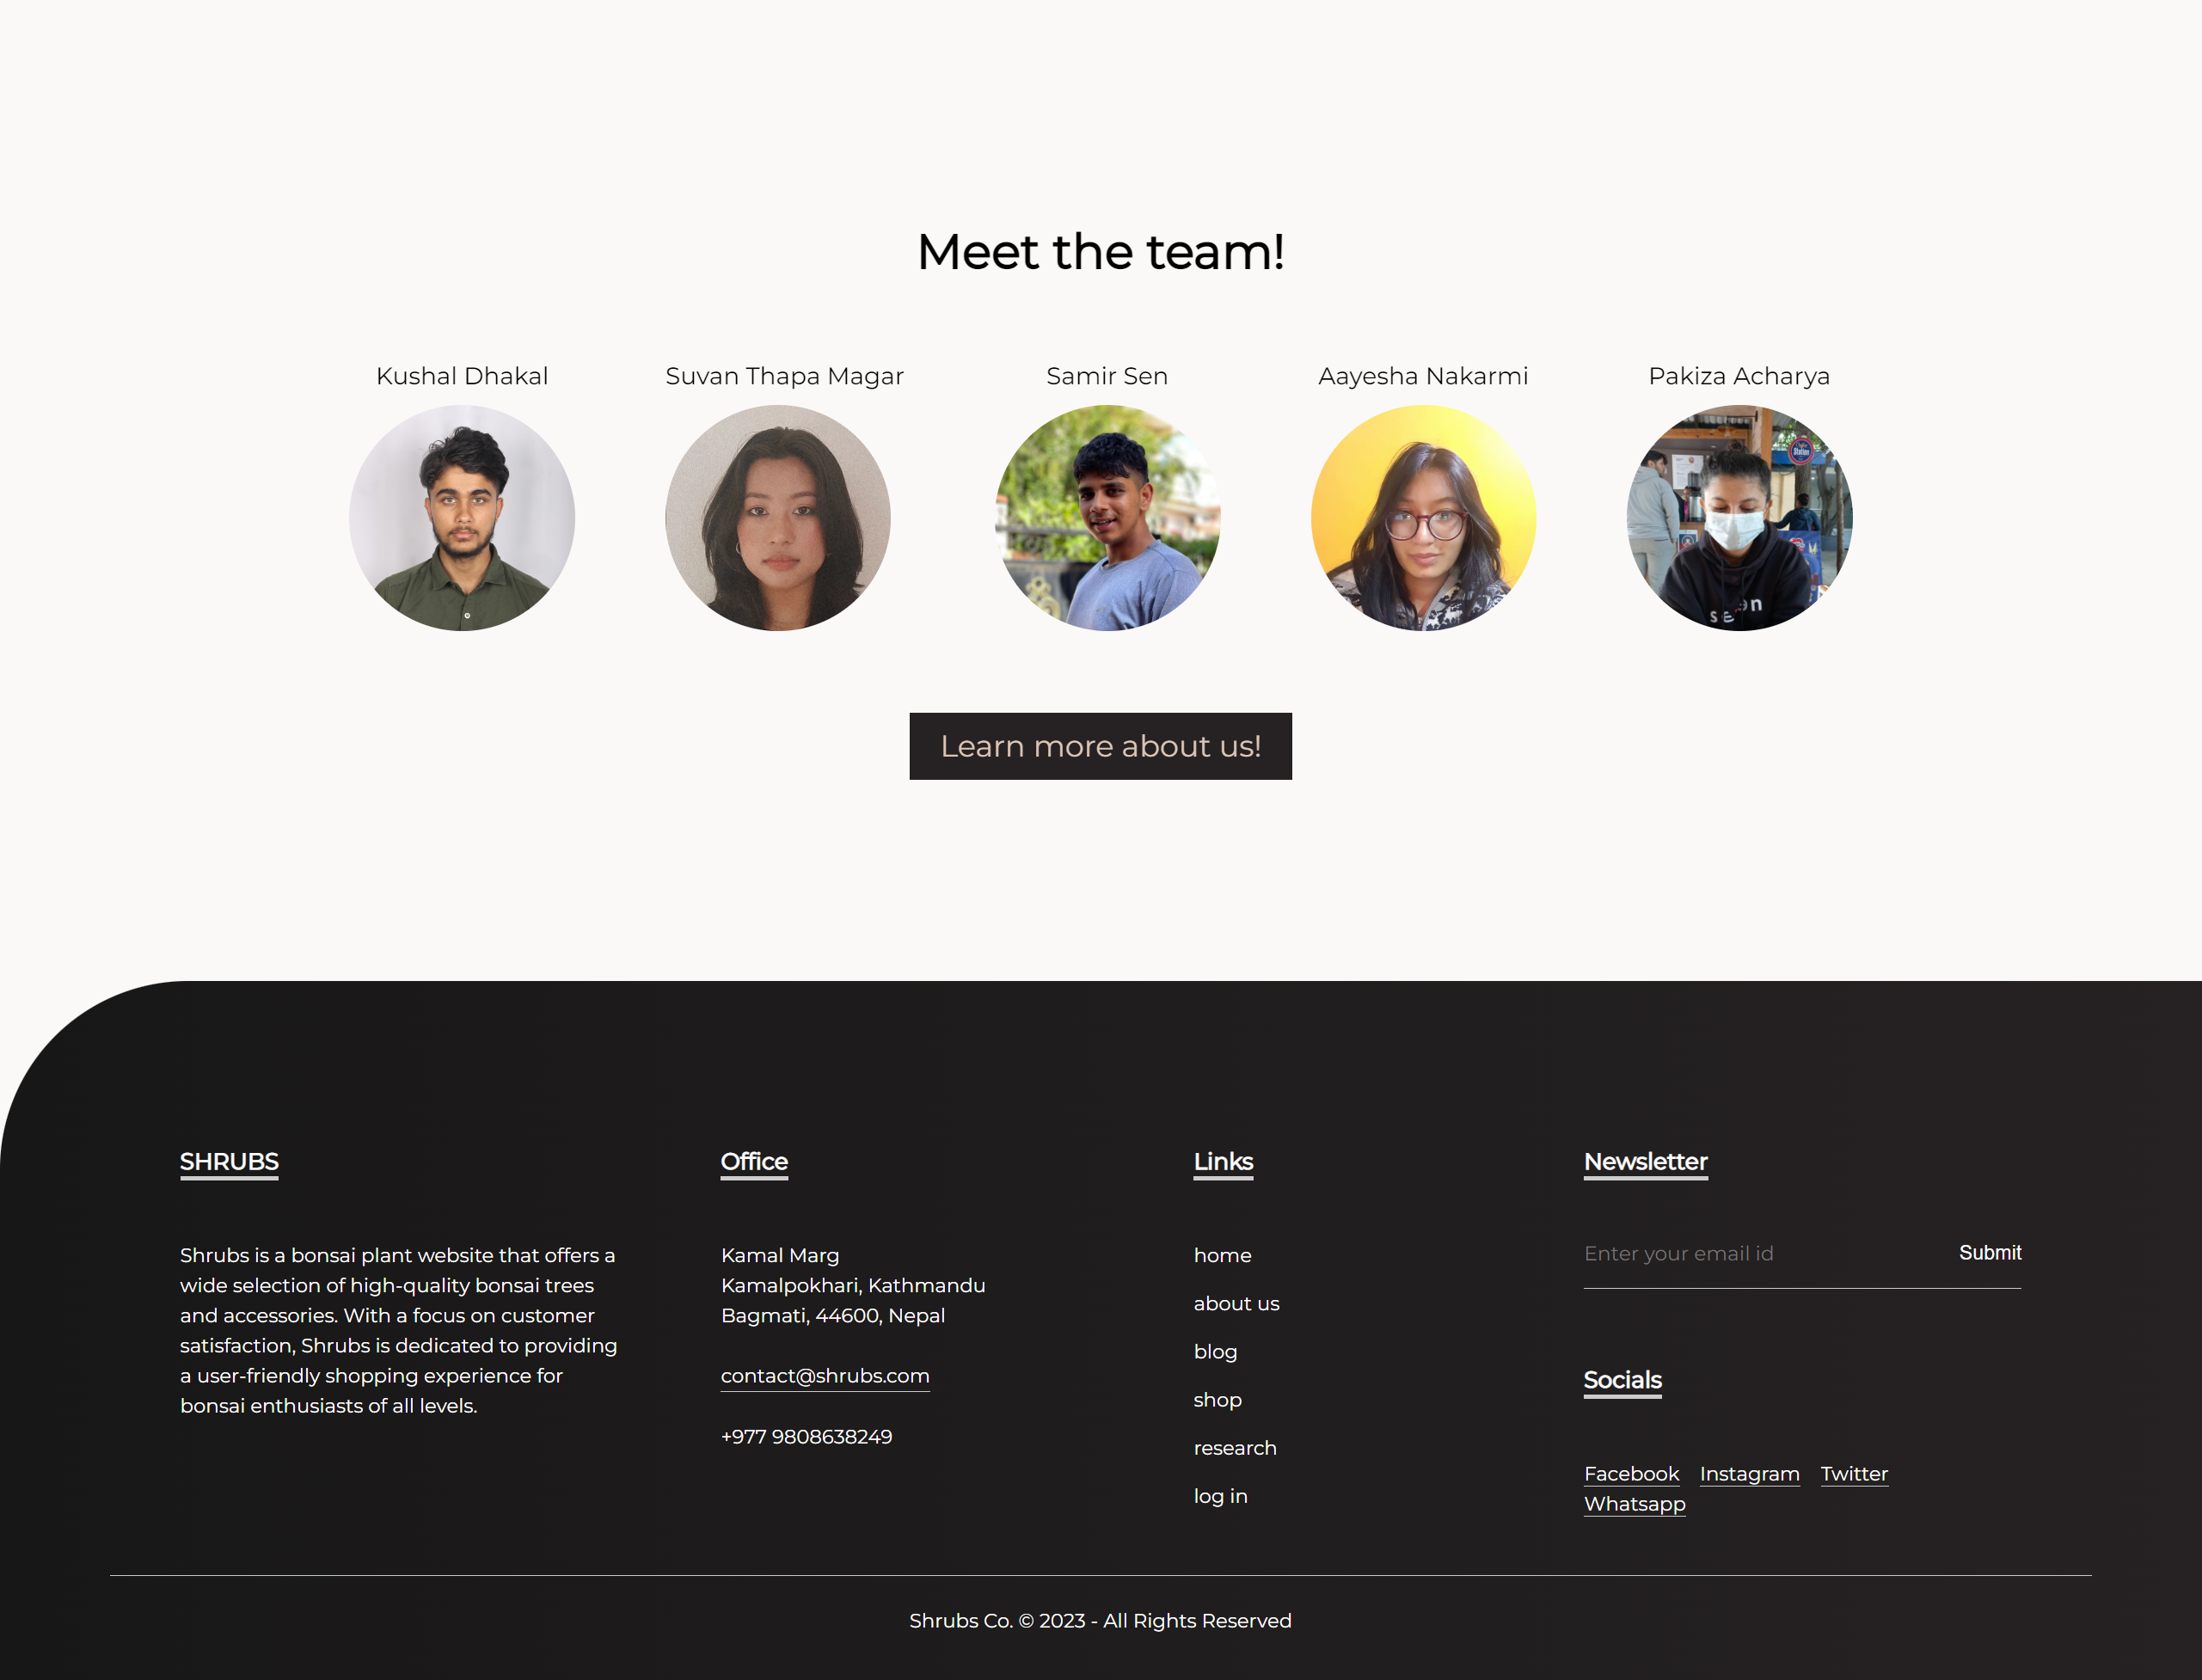 Meet the team!
Kushal Dhakal
Suvan Thapa Magar
Samir Sen
Aayesha Nakarmi
Pakiza Acharya
Station
Learn more about us!
SHRUBS
Shrubs is a bonsai plant website that offers a
wide selection of high-quality bonsai trees
and accessories. With a focus on customer
satisfaction, Shrubs is dedicated to providing
a user-friendly shopping experience for
bonsai enthusiasts of all levels.
Office
Kamal Marg
Kamalpokhari, Kathmandu
Bagmati, 44600, Nepal
contact@shrubs.com
+977 9808638249
Links
home
about us
blog
shop
research
log in
Newsletter
Enter your email id
Submit
Socials
Facebook Instagram Twitter
Whatsapp
Shrubs Co. © 2023 - All Rights Reserved